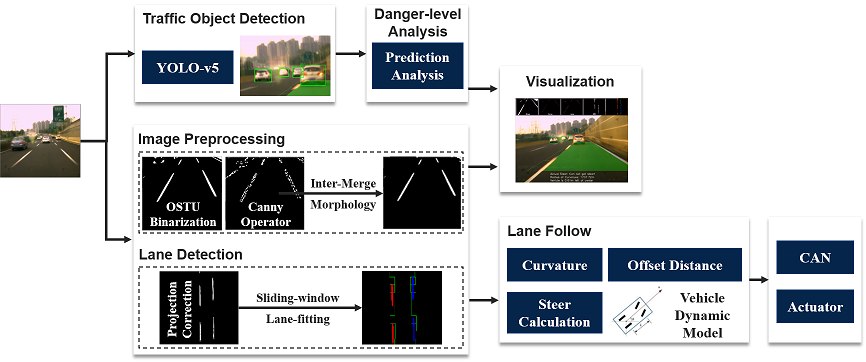 Traffic Object Detection
YOLO-v5
Danger-level
Analysis
Prediction
Analysis
Visualization
Image Preprocessing
OSTU
Binarization
Canny
Operator
Inter-Merge
Morphology
Lane Detection
Projection
Correction
Sliding-window
Lane-fitting
Lane Follow
Curvature
Offset Distance
Steer
Calculation
Vehicle
Dynamic
Model
CAN
Actuator